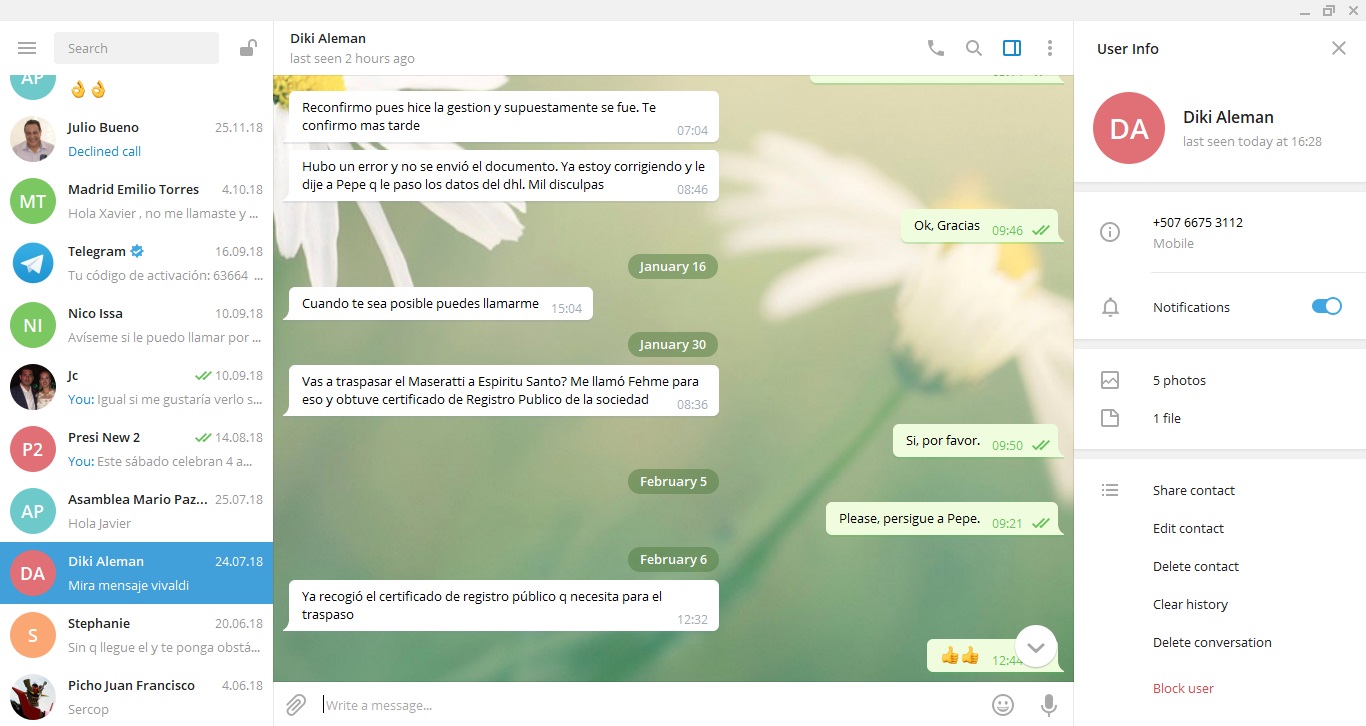 Search
AP
👌👌
Julio Bueno 25.11.18
Declined call
MT
Madrid Emilio Torres 4.10.18
Hola Xavier , no me llamaste y ...
Telegram 16.09.18
Tu código de activación: 63664 ...
NI
Nico Issa 10.09.18
Avíseme si le puedo llamar por ...
Jc 10.09.18
You: Igual si me gustaría verlo s...
P2
Presi New 2 14.08.18
You: Este sábado celebran 4 a...
AP
Asamblea Mario Paz... 25.07.18
Hola Javier
DA
Diki Aleman 24.07.18
Mira mensaje vivaldi
S
Stephanie 20.06.18
Sin q llegue el y te ponga obstá...
Picho Juan Francisco 4.06.18
Sercop
Diki Aleman
last seen 2 hours ago
Reconfirmo pues hice la gestion y supuestamente se fue. Te
confirmo mas tarde 07:04
Hubo un error y no se envió el documento. Ya estoy corrigiendo y le
dije a Pepe q le paso los datos del dhl. Mil disculpas 08:46
Ok, Gracias 09:46
January 16
Cuando te sea posible puedes llamarme 15:04
January 30
Vas a traspasar el Maseratti a Espiritu Santo? Me llamó Fehme para
eso y obtuve certificado de Registro Publico de la sociedad 08:36
Si, por favor. 09:50
February 5
Please, persigue a Pepe. 09:21
February 6
Ya recogió el certificado de registro público q necesita para el
traspaso 12:32
👍👍 12:44
Write a message...
User Info
DA
Diki Aleman
last seen today at 16:28
+507 6675 3112
Mobile
Notifications
5 photos
1 file
Share contact
Edit contact
Delete contact
Clear history
Delete conversation
Block user